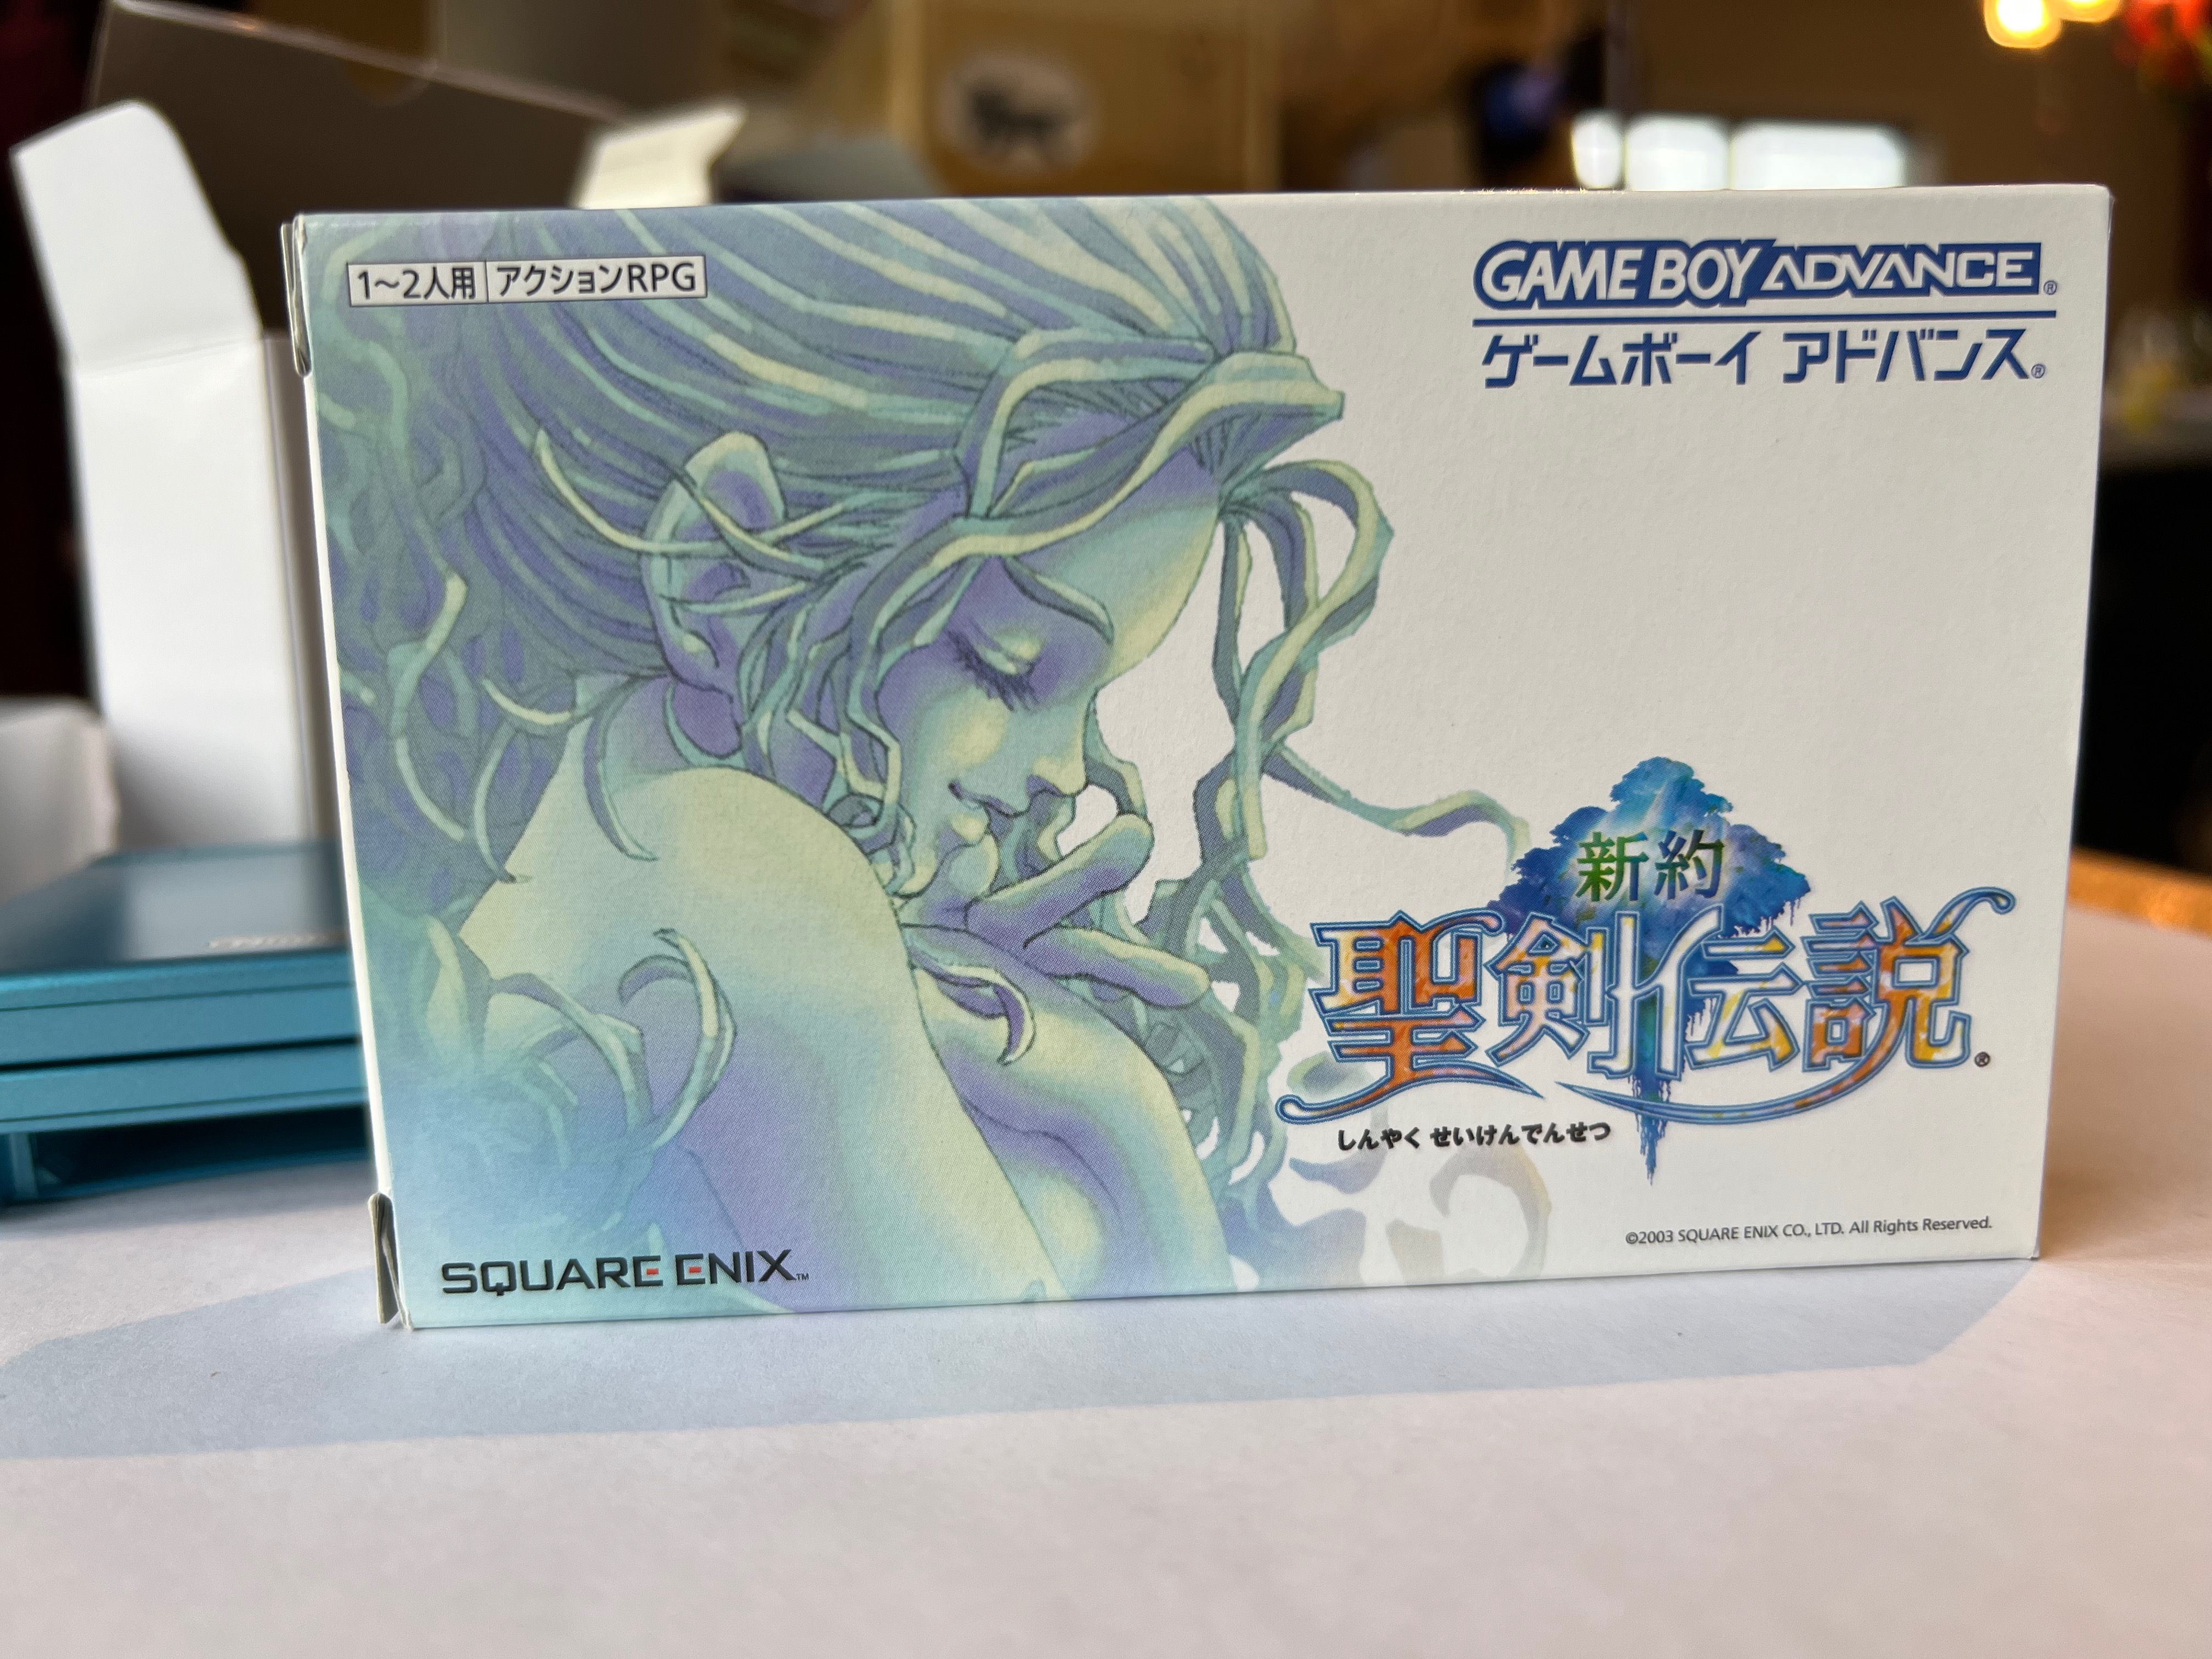 1〜2人用 アクションRPG
GAME BOY ADVANCE®
ゲームボーイ アドバンス®
新約
聖剣伝説®
しんやく せいけんでんせつ
©2003 SQUARE ENIX CO., LTD. All Rights Reserved.
SQUARE ENIX™